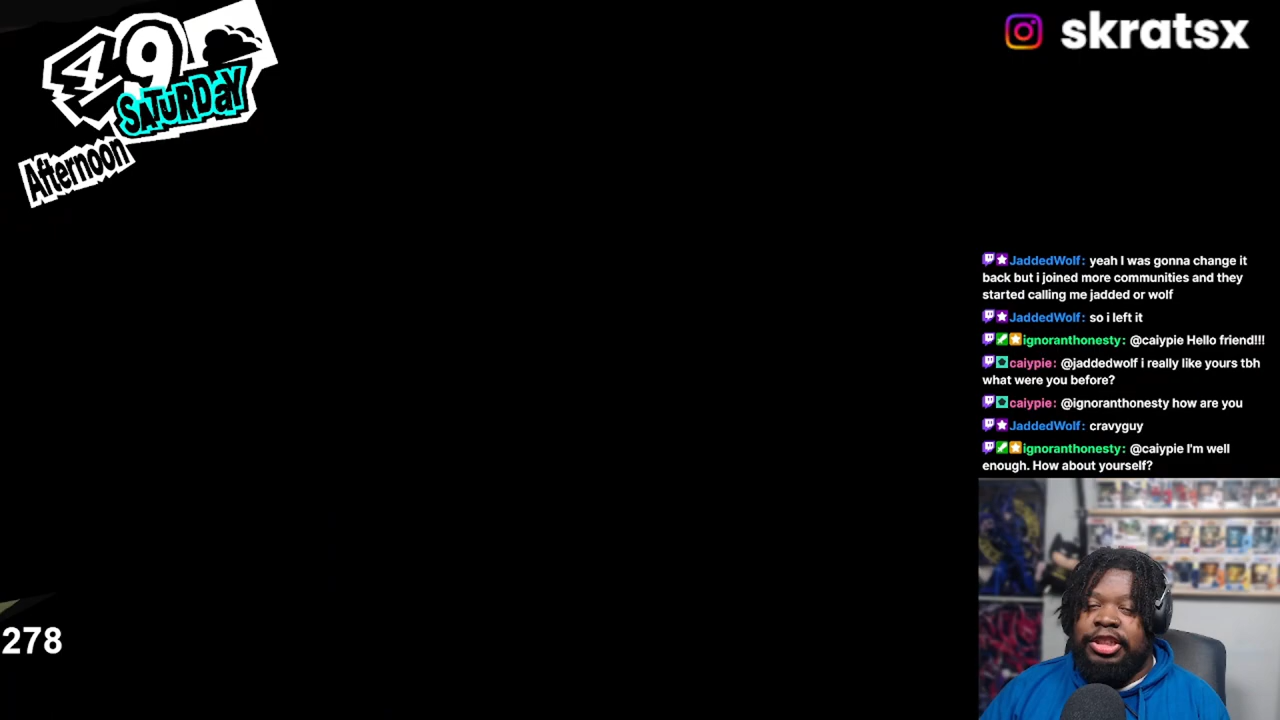 4 9
SATURDaY
Afternoon
skratsx
JaddedWolf: yeah I was gonna change it
back but i joined more communities and they
started calling me jadded or wolf
JaddedWolf: so i left it
ignoranthonesty: @caiypie Hello friend!!!
caiypie: @jaddedwolf i really like yours tbh
what were you before?
caiypie: @ignoranthonesty how are you
JaddedWolf: cravyguy
ignoranthonesty: @caiypie I'm well
enough. How about yourself?
278